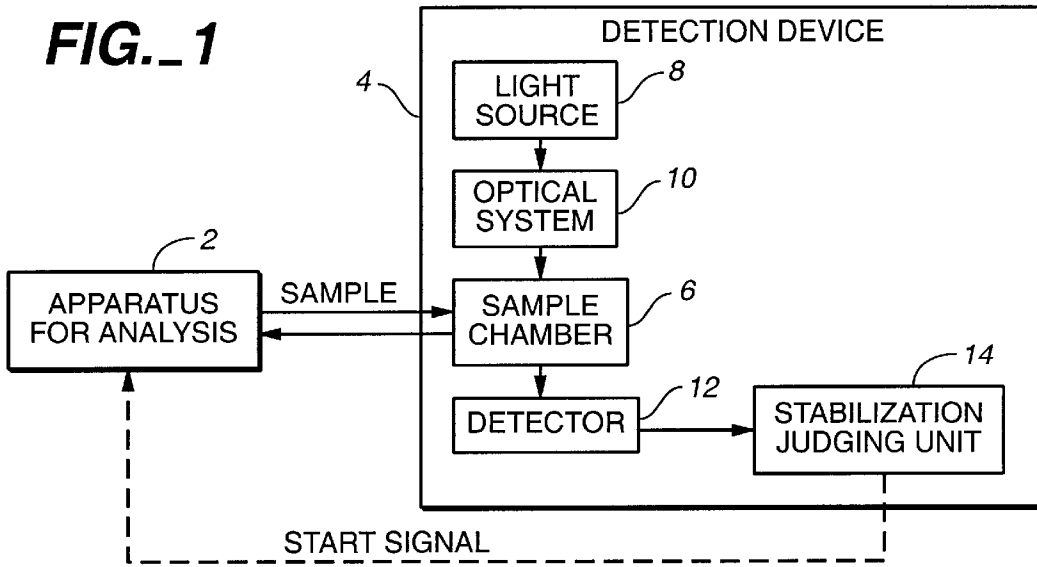 FIG._1
DETECTION DEVICE
4
LIGHT
SOURCE
8
OPTICAL
SYSTEM
10
2
APPARATUS
FOR ANALYSIS
SAMPLE
SAMPLE
CHAMBER
6
DETECTOR
12
14
STABILIZATION
JUDGING UNIT
START SIGNAL